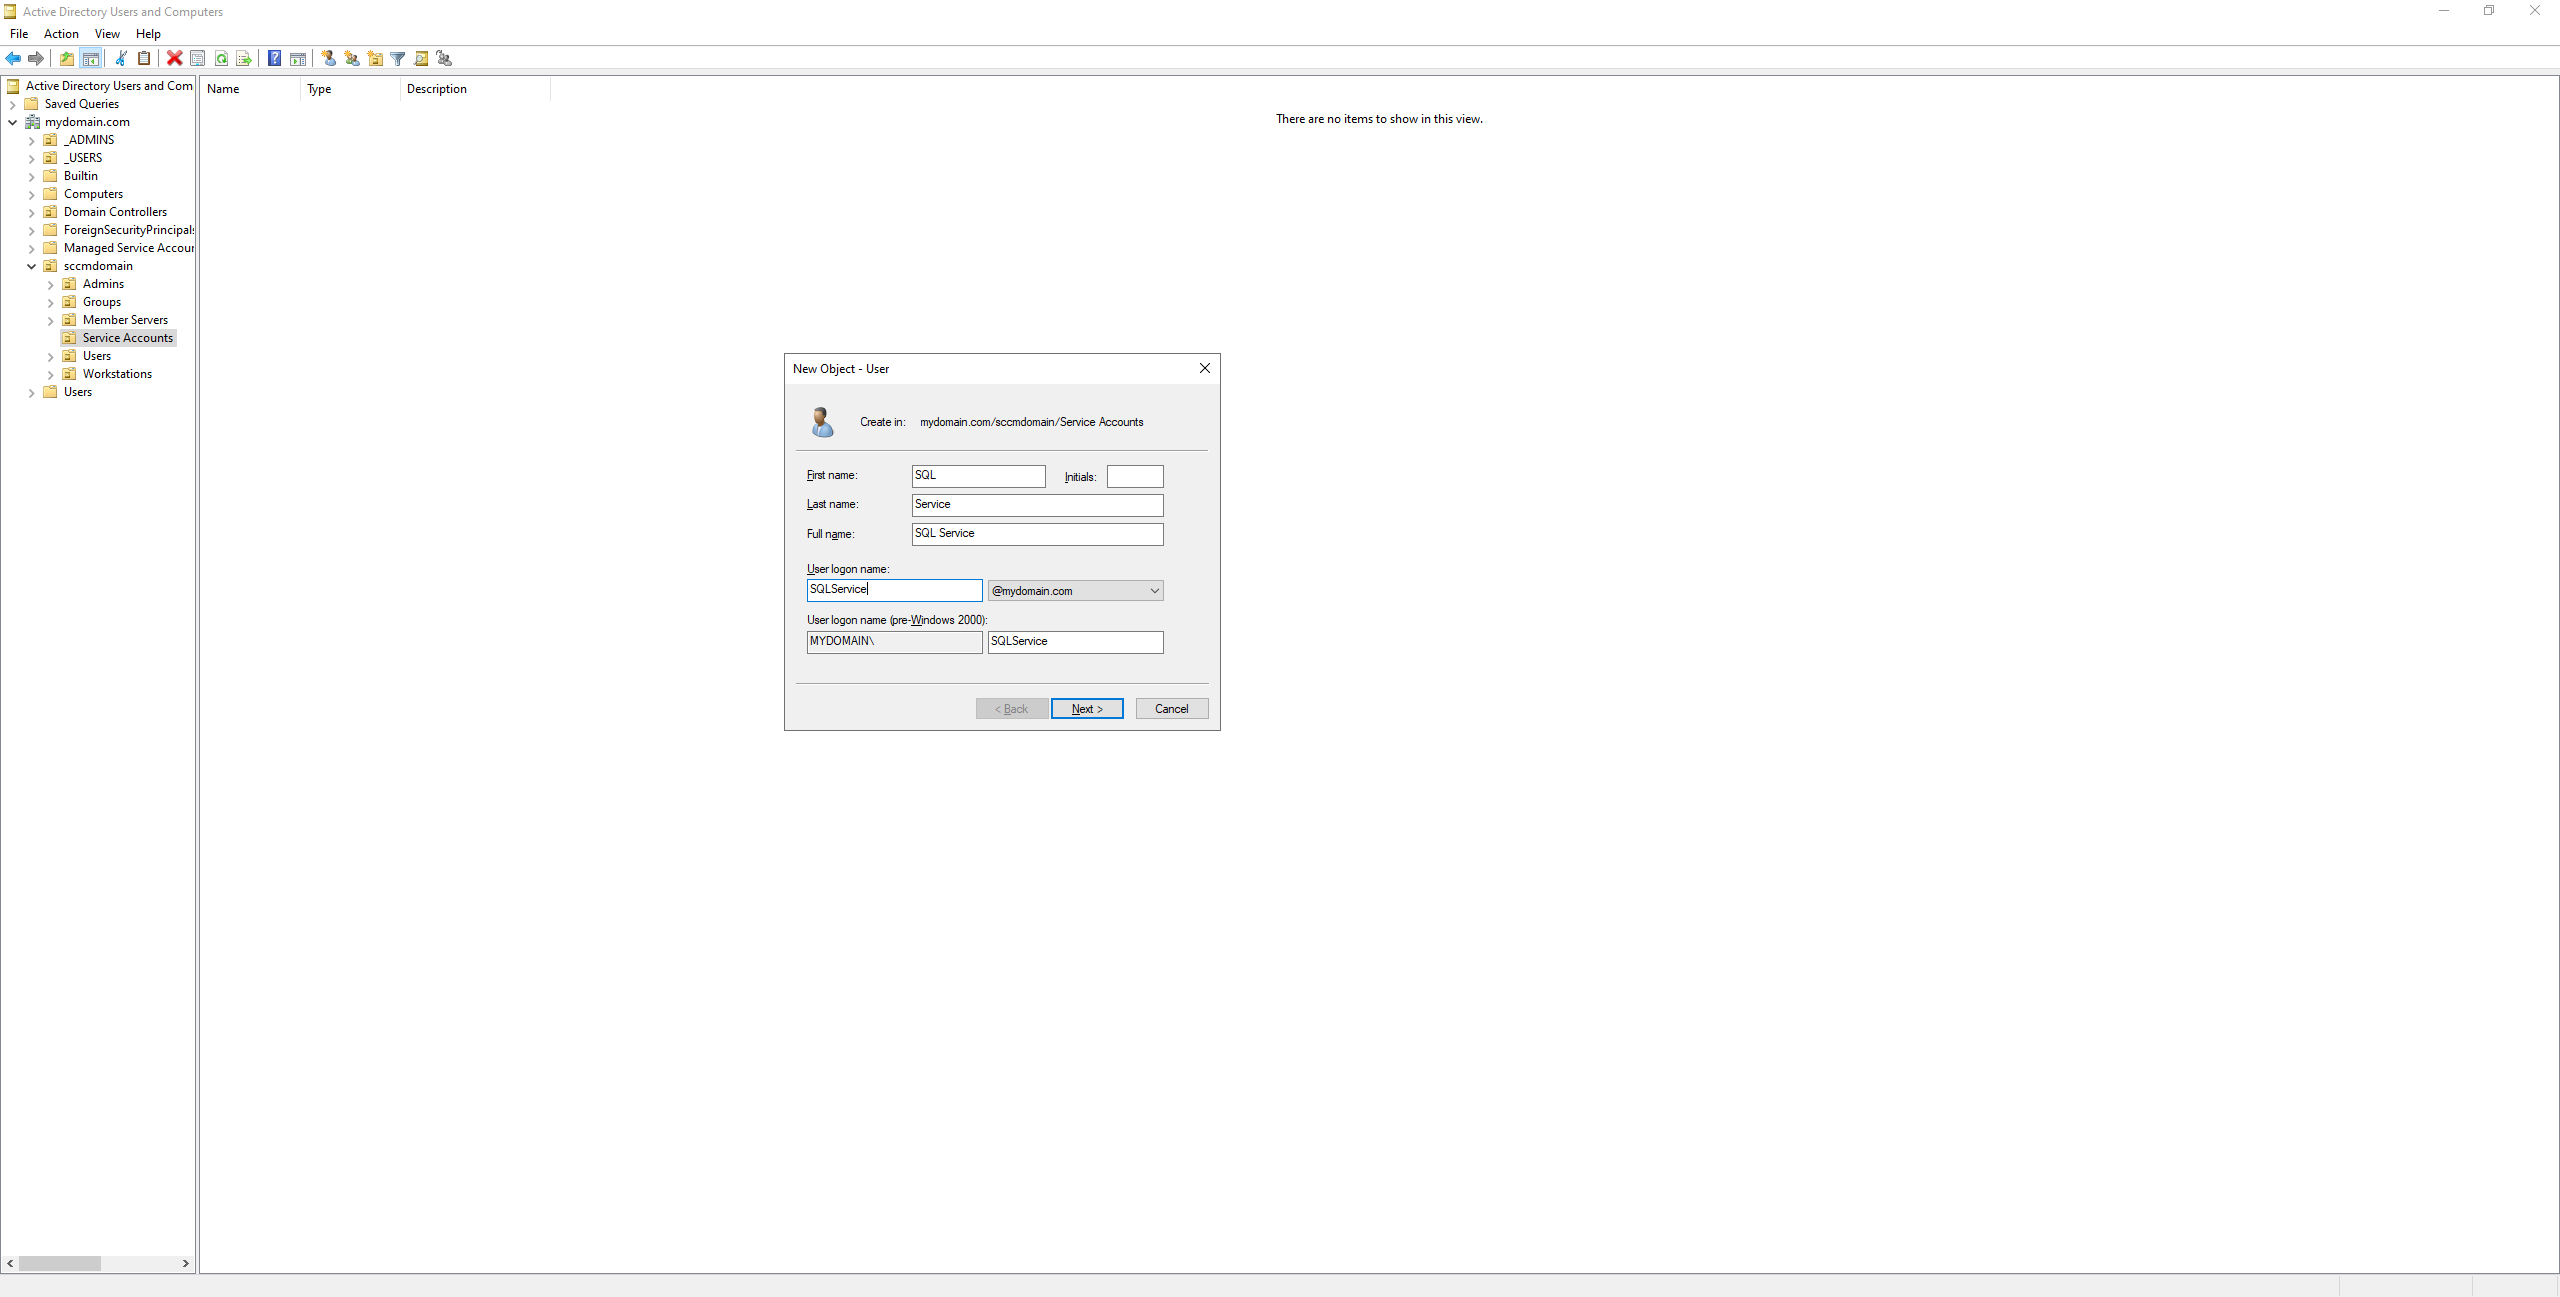 Active Directory Users and Computers
File Action View Help
Active Directory Users and Com
Saved Queries
mydomain.com
_ADMINS
_USERS
Builtin
Computers
Domain Controllers
ForeignSecurityPrincipals
Managed Service Accour
sccmdomain
Admins
Groups
Member Servers
Service Accounts
Users
Workstations
Users
Name Type Description
There are no items to show in this view.
New Object - User
Create in: mydomain.com/sccmdomain/Service Accounts
First name: SQL Initials:
Last name: Service
Full name: SQL Service
User logon name:
SQLService @mydomain.com
User logon name (pre-Windows 2000):
MYDOMAIN\ SQLService
< Back Next > Cancel